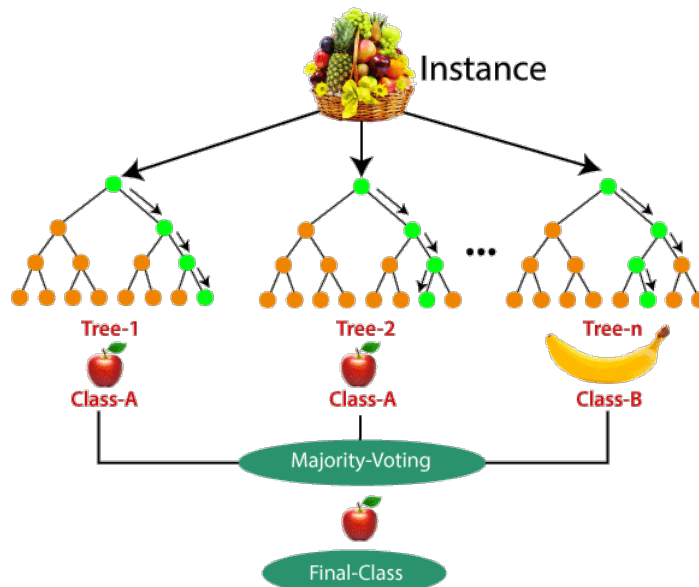 Instance
...
Tree-1
Tree-2
Tree-n
Class-A
Class-A
Class-B
Majority-Voting
Final-Class